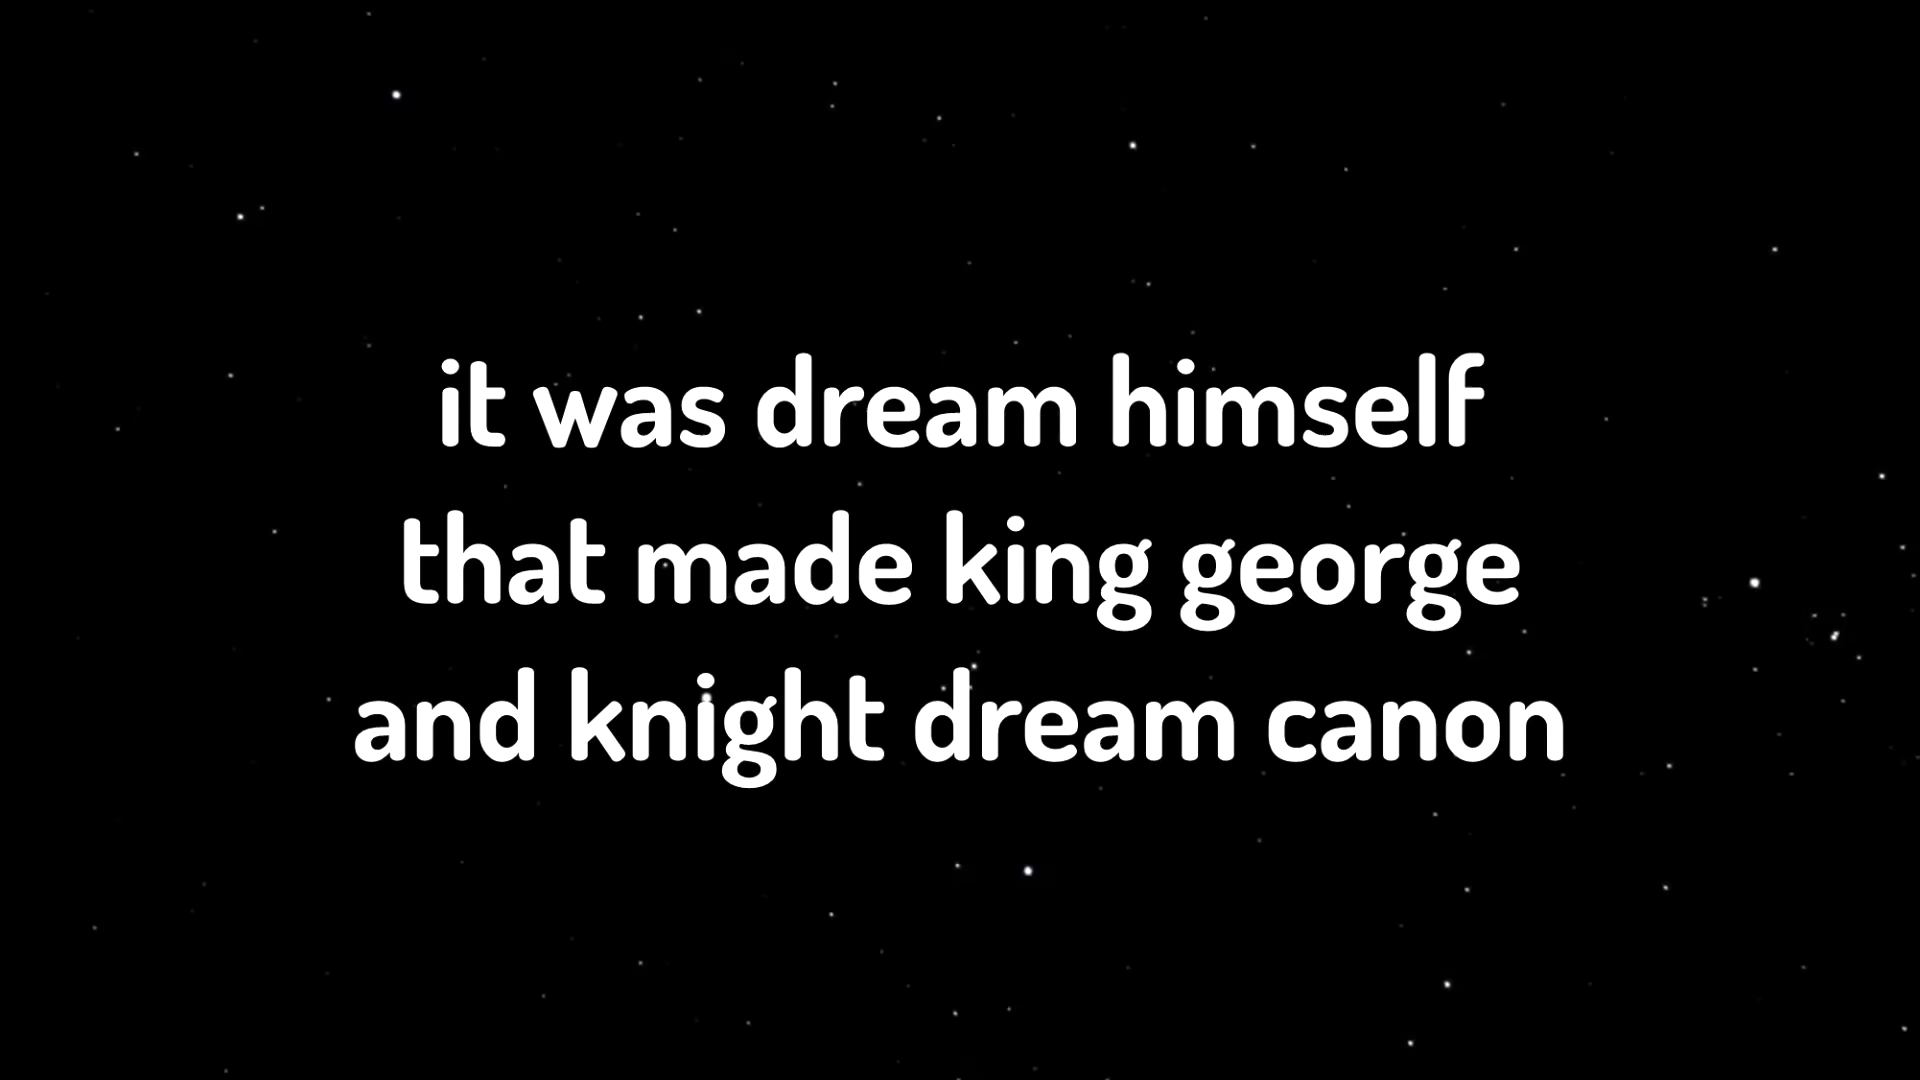 it was dream himself
that made king george
and knight dream canon